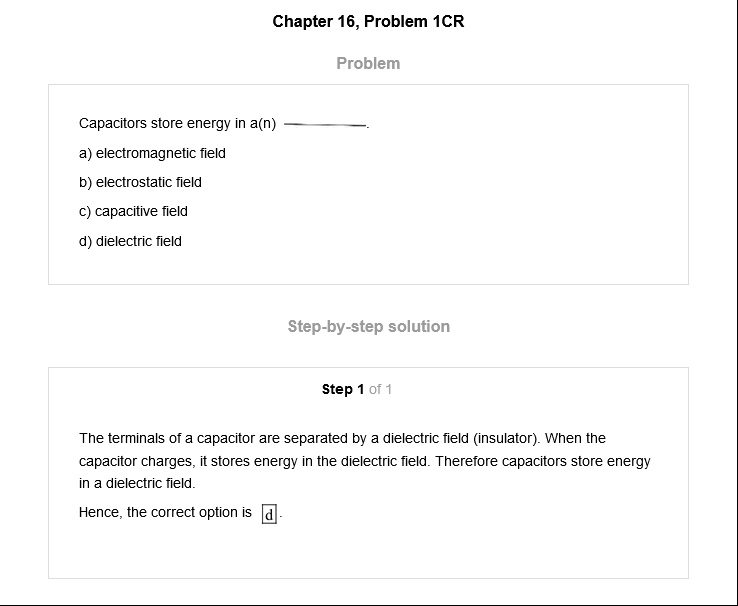 Chapter 16, Problem 1CR
Problem
Capacitors store energy in a(n) ________.
a) electromagnetic field
b) electrostatic field
c) capacitive field
d) dielectric field
Step-by-step solution
Step 1 of 1
The terminals of a capacitor are separated by a dielectric field (insulator). When the
capacitor charges, it stores energy in the dielectric field. Therefore capacitors store energy
in a dielectric field.
Hence, the correct option is d.